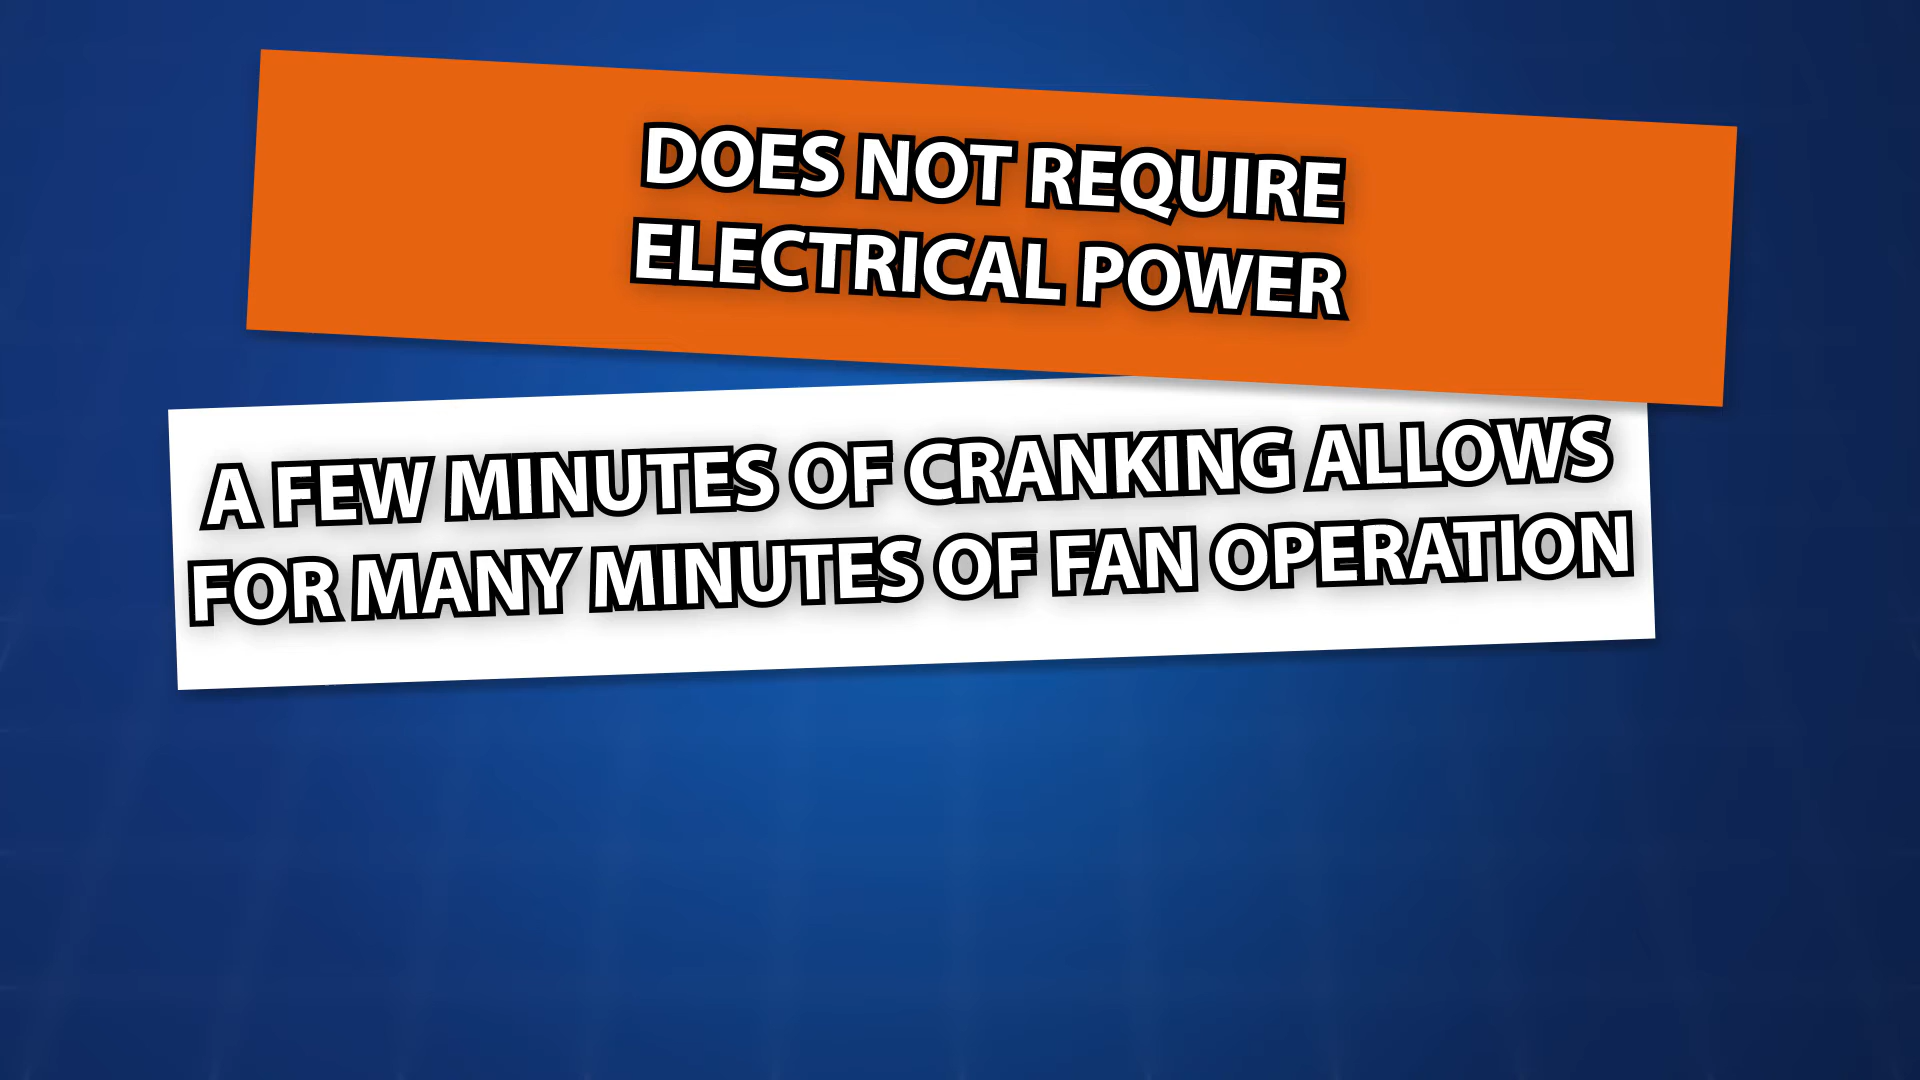 DOES NOT REQUIRE
ELECTRICAL POWER
A FEW MINUTES OF CRANKING ALLOWS
FOR MANY MINUTES OF FAN OPERATION